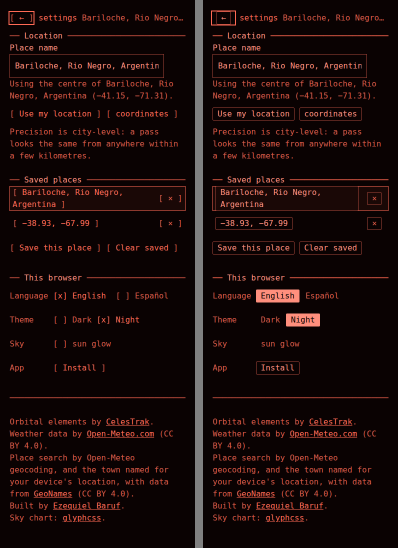 [ ← ] settings Bariloche, Río Negro…
Location
Place name
Bariloche, Río Negro, Argentin
Using the centre of Bariloche, Río
Negro, Argentina (−41.15, −71.31).
[ Use my location ] [ coordinates ]
Precision is city-level: a pass
looks the same from anywhere within
a few kilometres.
Saved places
[ Bariloche, Río Negro,
Argentina ] [ × ]
[ −38.93, −67.99 ] [ × ]
[ Save this place ] [ Clear saved ]
This browser
Language [x] English [ ] Español
Theme [ ] Dark [x] Night
Sky [ ] sun glow
App [ Install ]
Orbital elements by CelesTrak.
Weather data by Open-Meteo.com (CC
BY 4.0).
Place search by Open-Meteo
geocoding, and the town named for
your device's location, with data
from GeoNames (CC BY 4.0).
Built by Ezequiel Baruf.
Sky chart: glyphcss.
← settings Bariloche, Río Negro…
Location
Place name
Bariloche, Río Negro, Argentin
Using the centre of Bariloche, Río
Negro, Argentina (−41.15, −71.31).
Use my location coordinates
Precision is city-level: a pass
looks the same from anywhere within
a few kilometres.
Saved places
Bariloche, Río Negro,
Argentina ×
−38.93, −67.99 ×
Save this place Clear saved
This browser
Language English Español
Theme Dark Night
Sky sun glow
App Install
Orbital elements by CelesTrak.
Weather data by Open-Meteo.com (CC
BY 4.0).
Place search by Open-Meteo
geocoding, and the town named for
your device's location, with data
from GeoNames (CC BY 4.0).
Built by Ezequiel Baruf.
Sky chart: glyphcss.